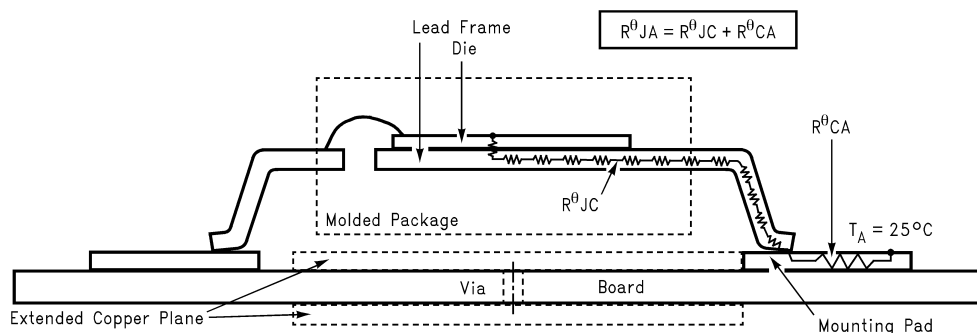 Lead Frame
Die
RθJA = RθJC + RθCA
RθCA
RθJC
Molded Package
TA = 25°C
Via
Board
Extended Copper Plane
Mounting Pad